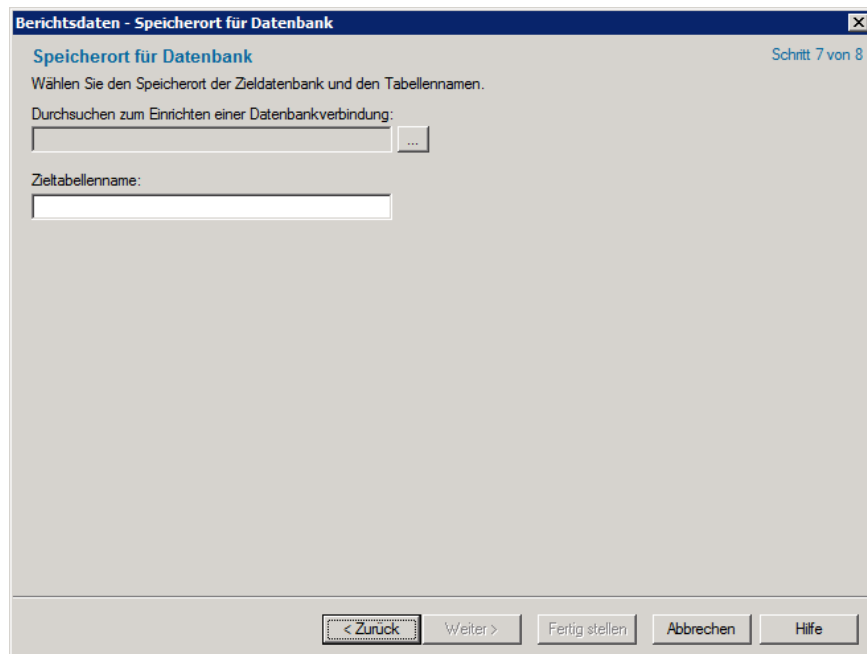 Berichtsdaten - Speicherort für Datenbank
Speicherort für Datenbank
Schritt 7 von 8
Wählen Sie den Speicherort der Zieldatenbank und den Tabellennamen.
Durchsuchen zum Einrichten einer Datenbankverbindung:
...
Zieltabellenname:
< Zurück
Weiter >
Fertig stellen
Abbrechen
Hilfe